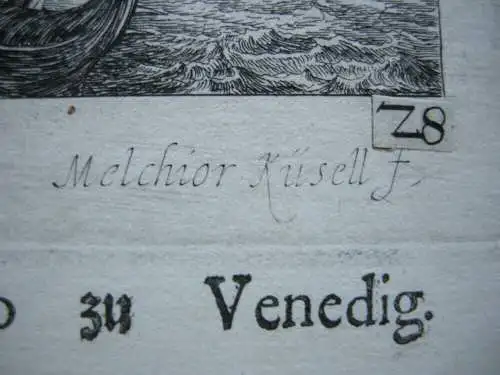 Z8
Melchior Küsell f.
zu Venedig.